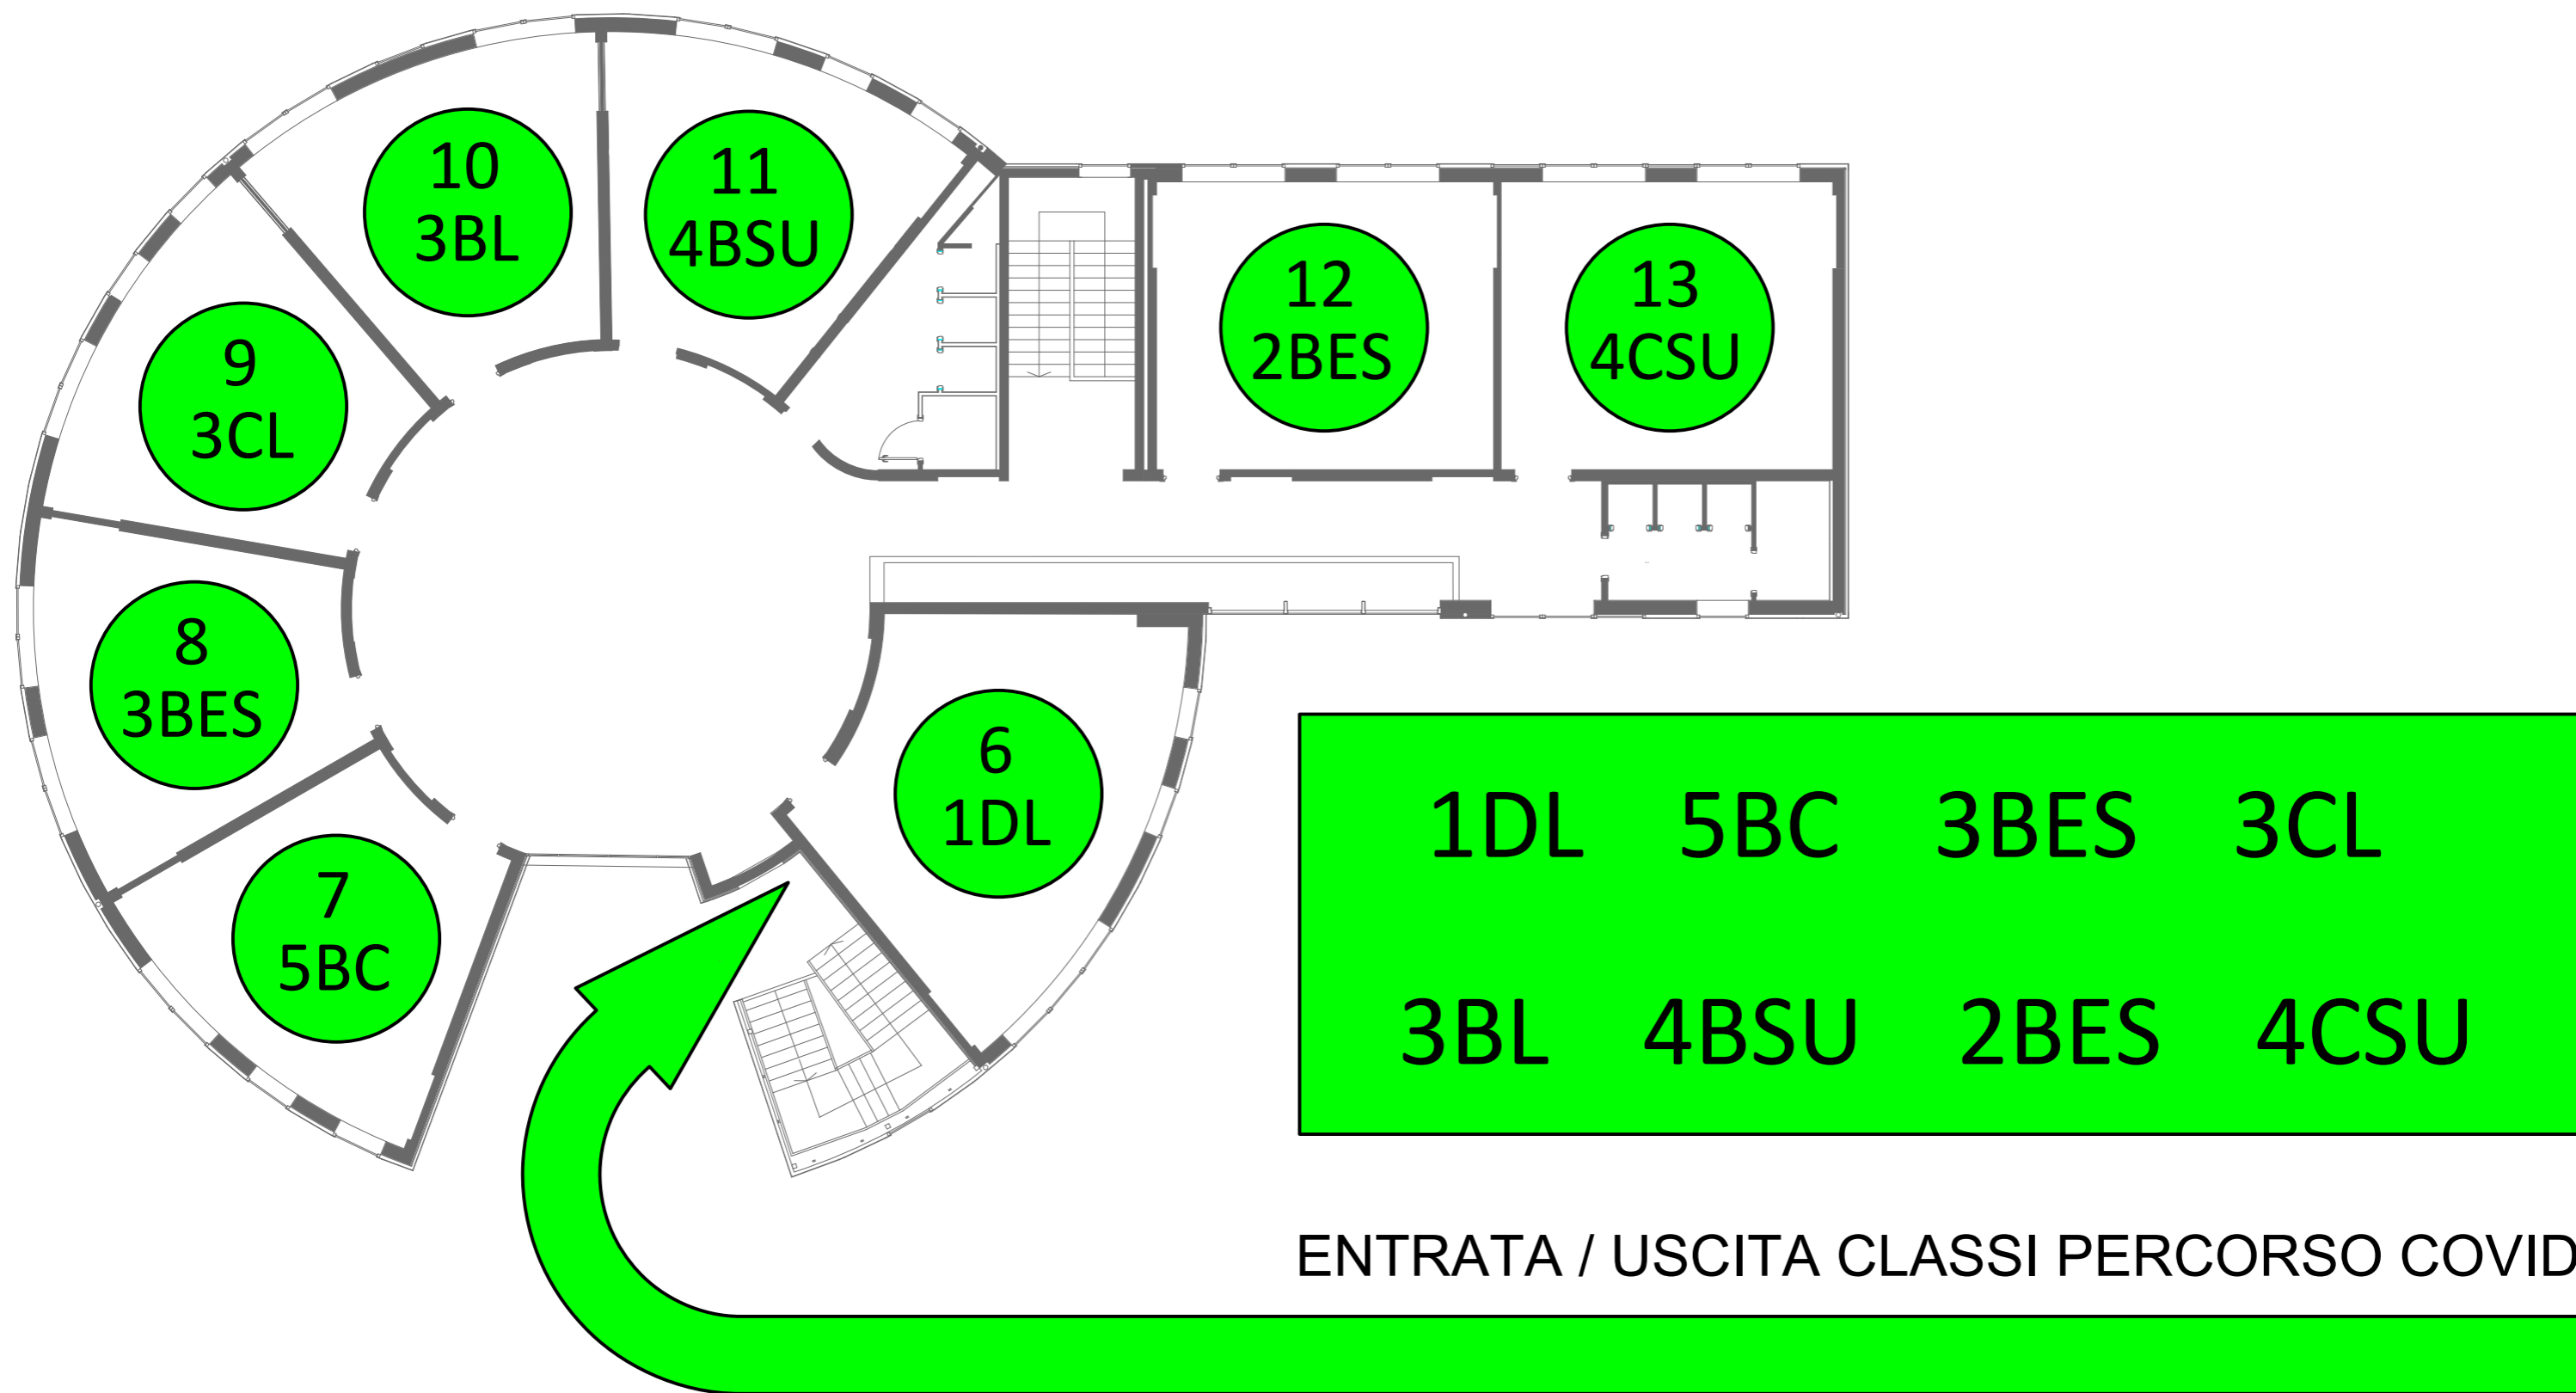 10
3BL
11
4BSU
12
2BES
13
4CSU
9
3CL
8
3BES
6
1DL
7
5BC
1DL 5BC 3BES 3CL
3BL 4BSU 2BES 4CSU
ENTRATA / USCITA CLASSI PERCORSO COVID